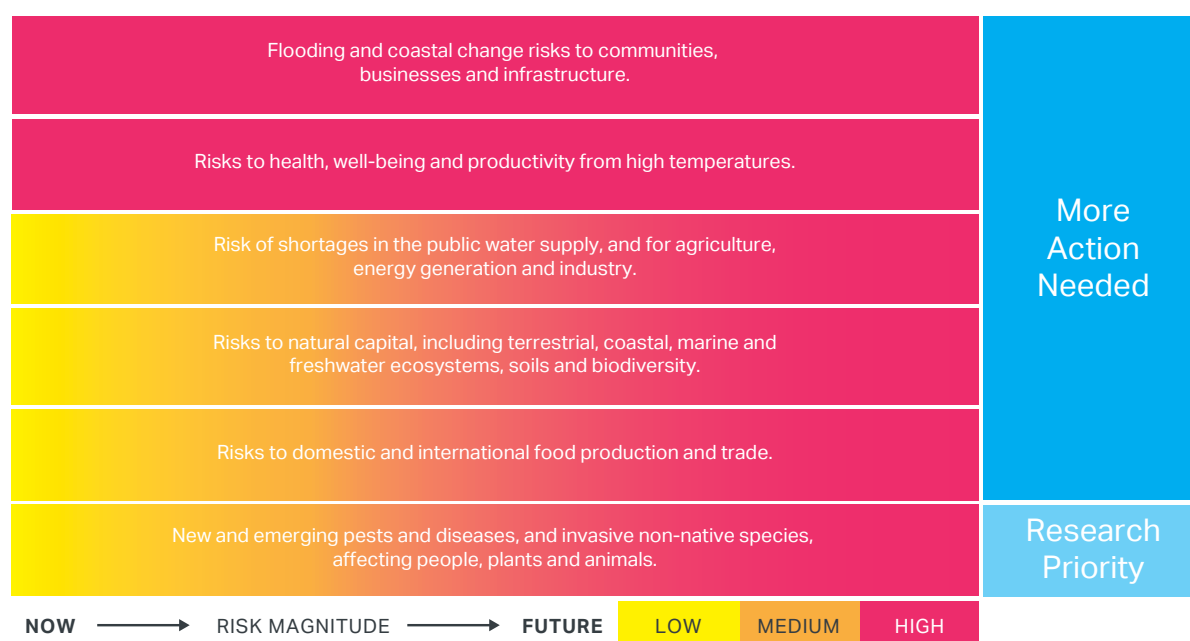 Flooding and coastal change risks to communities,
businesses and infrastructure.
Risks to health, well-being and productivity from high temperatures.
Risk of shortages in the public water supply, and for agriculture,
energy generation and industry.
Risks to natural capital, including terrestrial, coastal, marine and
freshwater ecosystems, soils and biodiversity.
Risks to domestic and international food production and trade.
More
Action
Needed
New and emerging pests and diseases, and invasive non-native species,
affecting people, plants and animals.
Research
Priority
NOW RISK MAGNITUDE FUTURE LOW MEDIUM HIGH